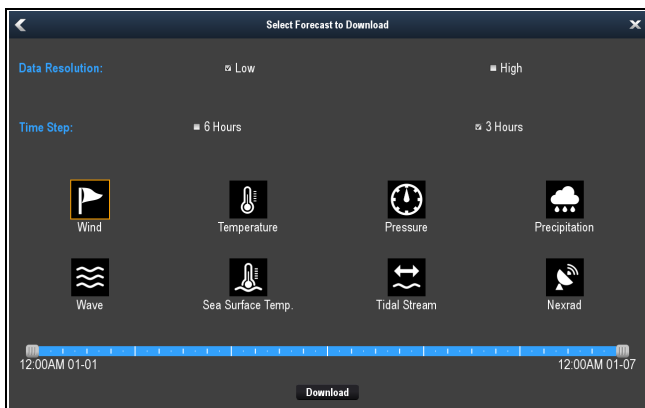 Select Forecast to Download
Data Resolution: Low High
Time Step: 6 Hours 3 Hours
Wind Temperature Pressure Precipitation
Wave Sea Surface Temp. Tidal Stream Nexrad
12:00AM 01-01 12:00AM 01-07
Download